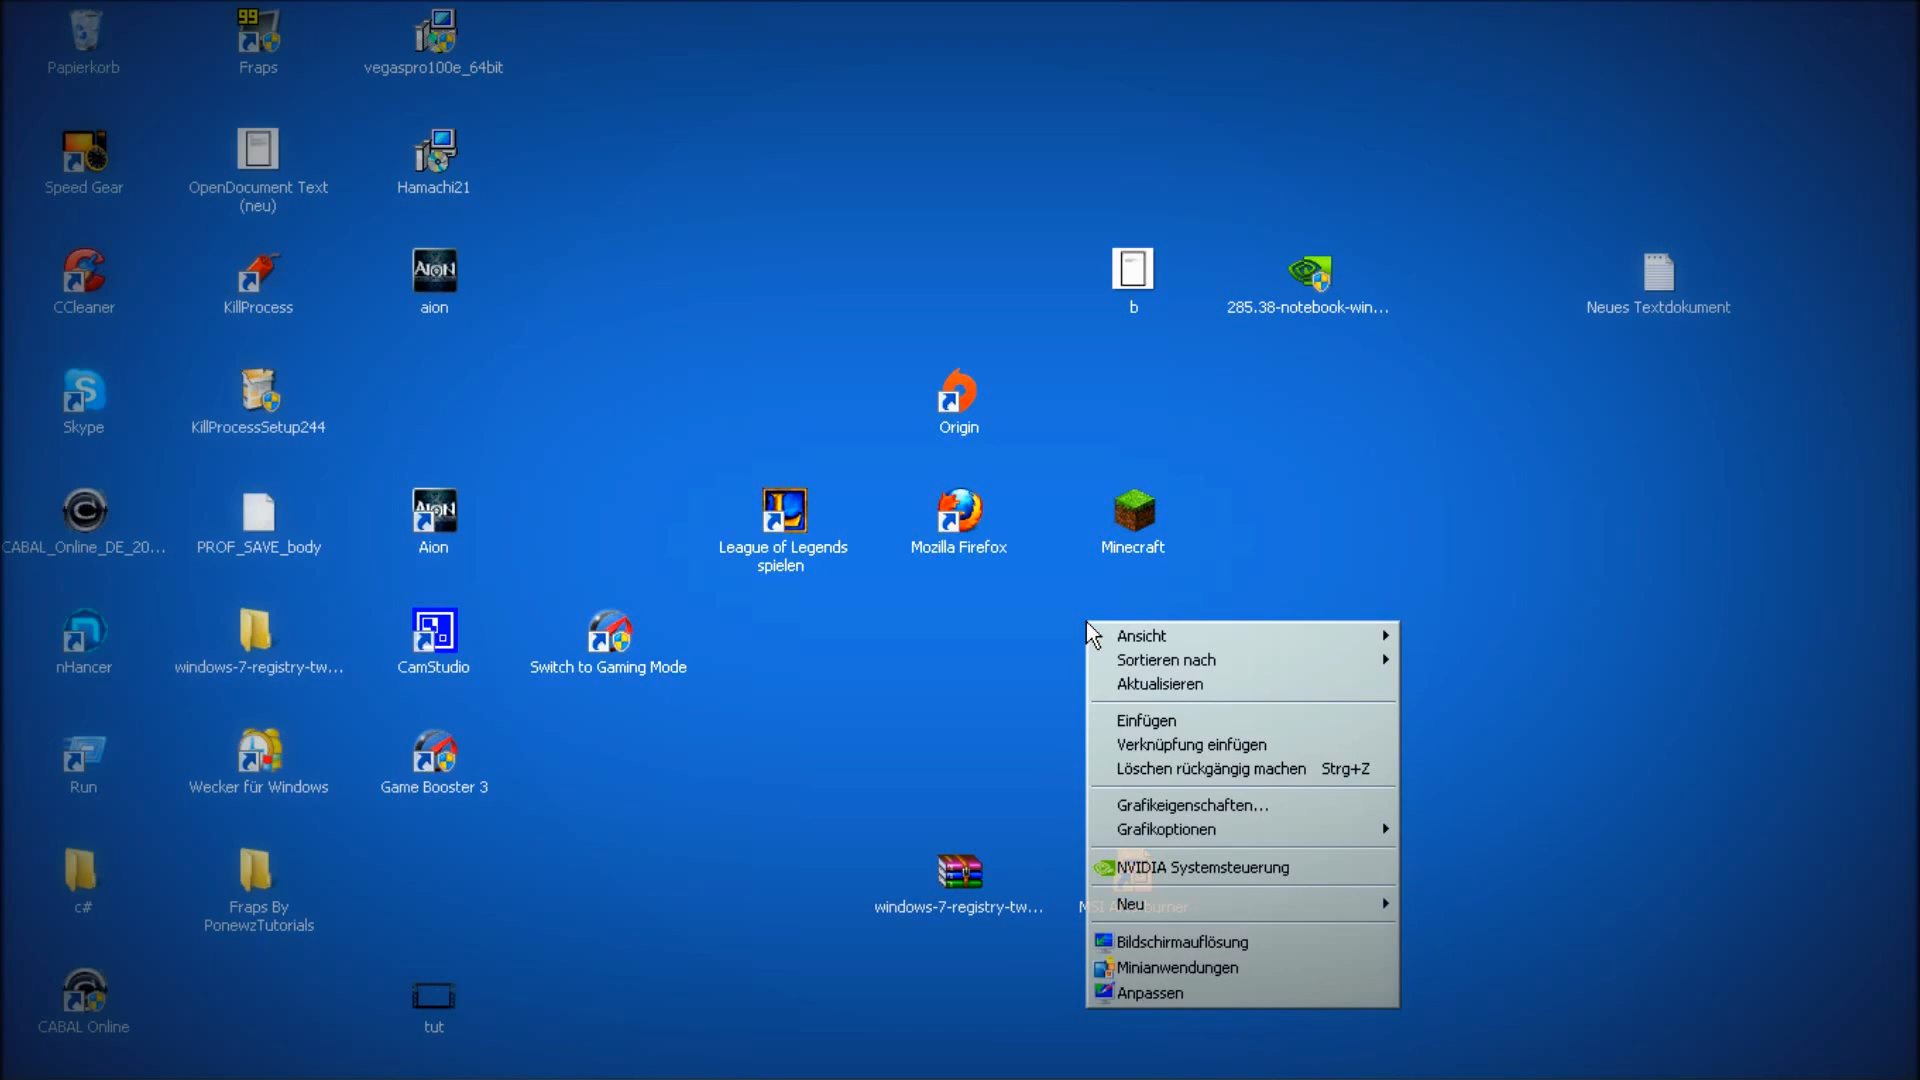 Papierkorb
99
Fraps
vegaspro100e_64bit
Speed Gear
OpenDocument Text
(neu)
Hamachi21
CCleaner
KillProcess
AION
aion
b
285.38-notebook-win...
Neues Textdokument
Skype
KillProcessSetup244
Origin
CABAL_Online_DE_20...
PROF_SAVE_body
AION
Aion
League of Legends
spielen
Mozilla Firefox
Minecraft
nHancer
windows-7-registry-tw...
CamStudio
Switch to Gaming Mode
Run
Wecker für Windows
Game Booster 3
c#
Fraps By
PonewzTutorials
windows-7-registry-tw...
CABAL Online
tut
Ansicht
Sortieren nach
Aktualisieren
Einfügen
Verknüpfung einfügen
Löschen rückgängig machen Strg+Z
Grafikeigenschaften...
Grafikoptionen
NVIDIA Systemsteuerung
Neu
Bildschirmauflösung
Minianwendungen
Anpassen